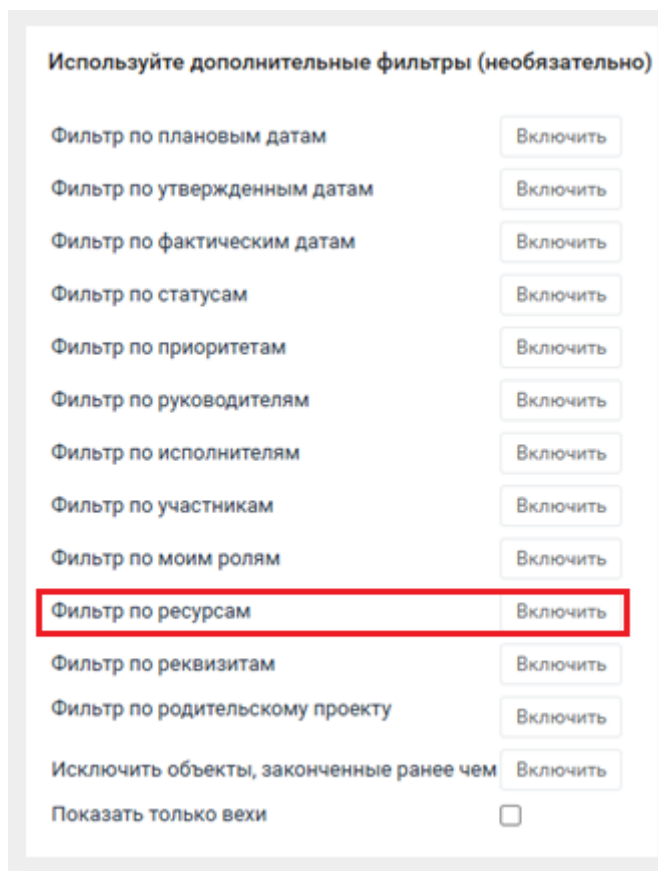 Используйте дополнительные фильтры (необязательно)
Фильтр по плановым датам Включить
Фильтр по утвержденным датам Включить
Фильтр по фактическим датам Включить
Фильтр по статусам Включить
Фильтр по приоритетам Включить
Фильтр по руководителям Включить
Фильтр по исполнителям Включить
Фильтр по участникам Включить
Фильтр по моим ролям Включить
Фильтр по ресурсам Включить
Фильтр по реквизитам Включить
Фильтр по родительскому проекту Включить
Исключить объекты, законченные ранее чем Включить
Показать только вехи